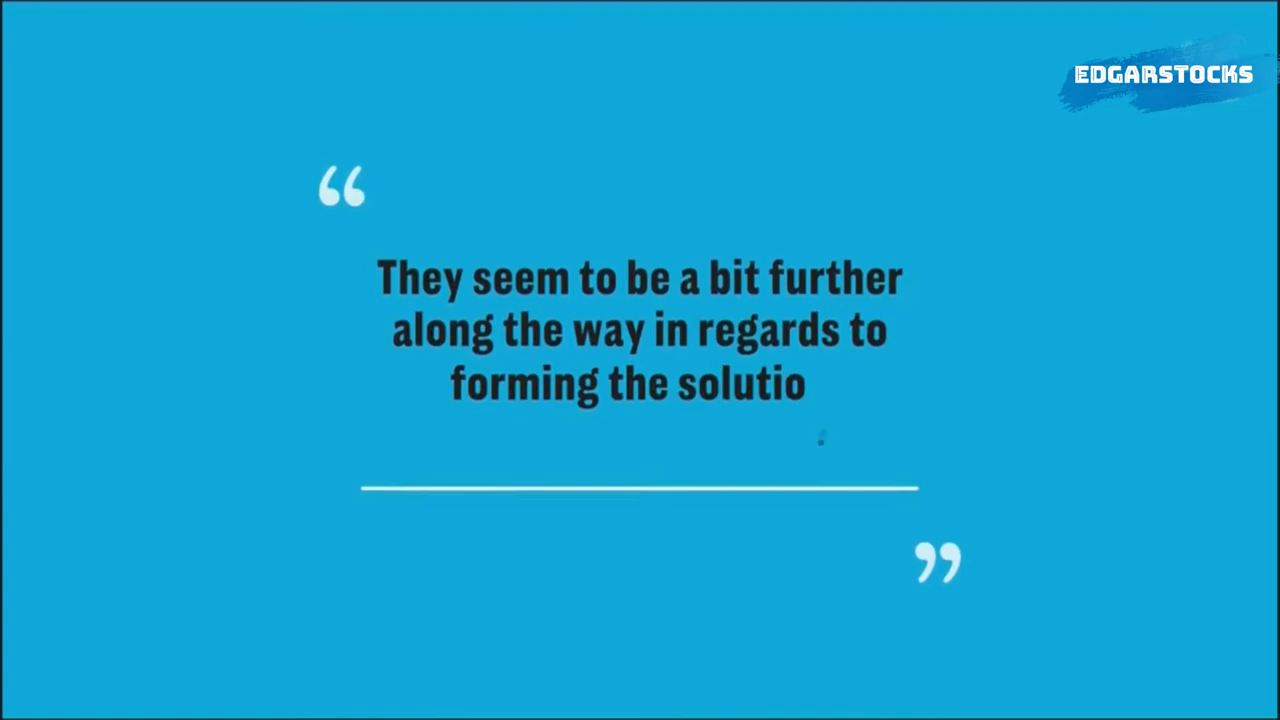 EDGARSTOCKS
“
They seem to be a bit further
along the way in regards to
forming the solutio
”